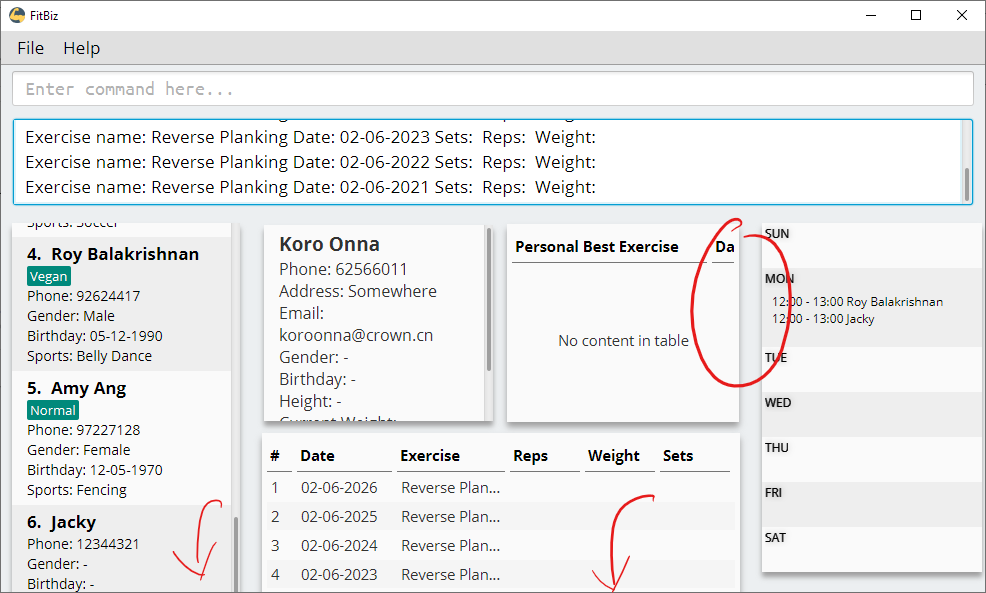 FitBiz
File Help
Enter command here...
Exercise name: Reverse Planking Date: 02-06-2023 Sets:  Reps:  Weight:
Exercise name: Reverse Planking Date: 02-06-2022 Sets:  Reps:  Weight:
Exercise name: Reverse Planking Date: 02-06-2021 Sets:  Reps:  Weight:
Sports: Soccer
4. Roy Balakrishnan
Vegan
Phone: 92624417
Gender: Male
Birthday: 05-12-1990
Sports: Belly Dance
5. Amy Ang
Normal
Phone: 97227128
Gender: Female
Birthday: 12-05-1970
Sports: Fencing
6. Jacky
Phone: 12344321
Gender: -
Birthday: -
Koro Onna
Phone: 62566011
Address: Somewhere
Email:
koroonna@crown.cn
Gender: -
Birthday: -
Height: -
Current Weight:
Personal Best Exercise Da
No content in table
# Date Exercise Reps Weight Sets
1 02-06-2026 Reverse Plan...
2 02-06-2025 Reverse Plan...
3 02-06-2024 Reverse Plan...
4 02-06-2023 Reverse Plan...
SUN
MON
12:00 - 13:00 Roy Balakrishnan
12:00 - 13:00 Jacky
TUE
WED
THU
FRI
SAT